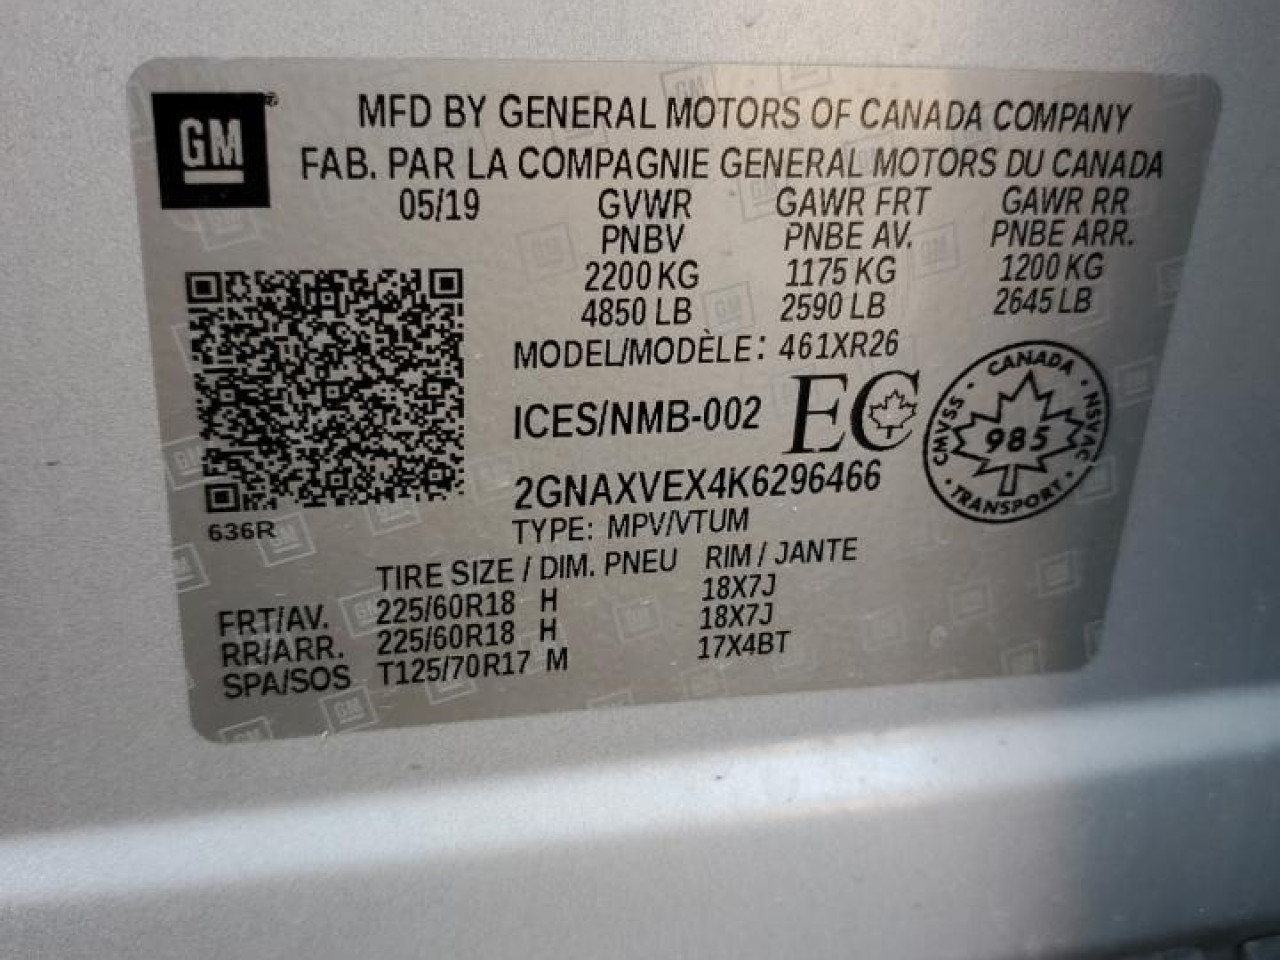 GM
MFD BY GENERAL MOTORS OF CANADA COMPANY
FAB. PAR LA COMPAGNIE GENERAL MOTORS DU CANADA
05/19 GVWR GAWR FRT GAWR RR
PNBV PNBE AV. PNBE ARR.
2200 KG 1175 KG 1200 KG
4850 LB 2590 LB 2645 LB
MODEL/MODÈLE: 461XR26
ICES/NMB-002 EC
CANADA
CMVSS · NSVAC
985
TRANSPORT
2GNAXVEX4K6296466
636R
TYPE: MPV/VTUM
TIRE SIZE / DIM. PNEU RIM / JANTE
FRT/AV. 225/60R18 H 18X7J
RR/ARR. 225/60R18 H 18X7J
SPA/SOS T125/70R17 M 17X4BT